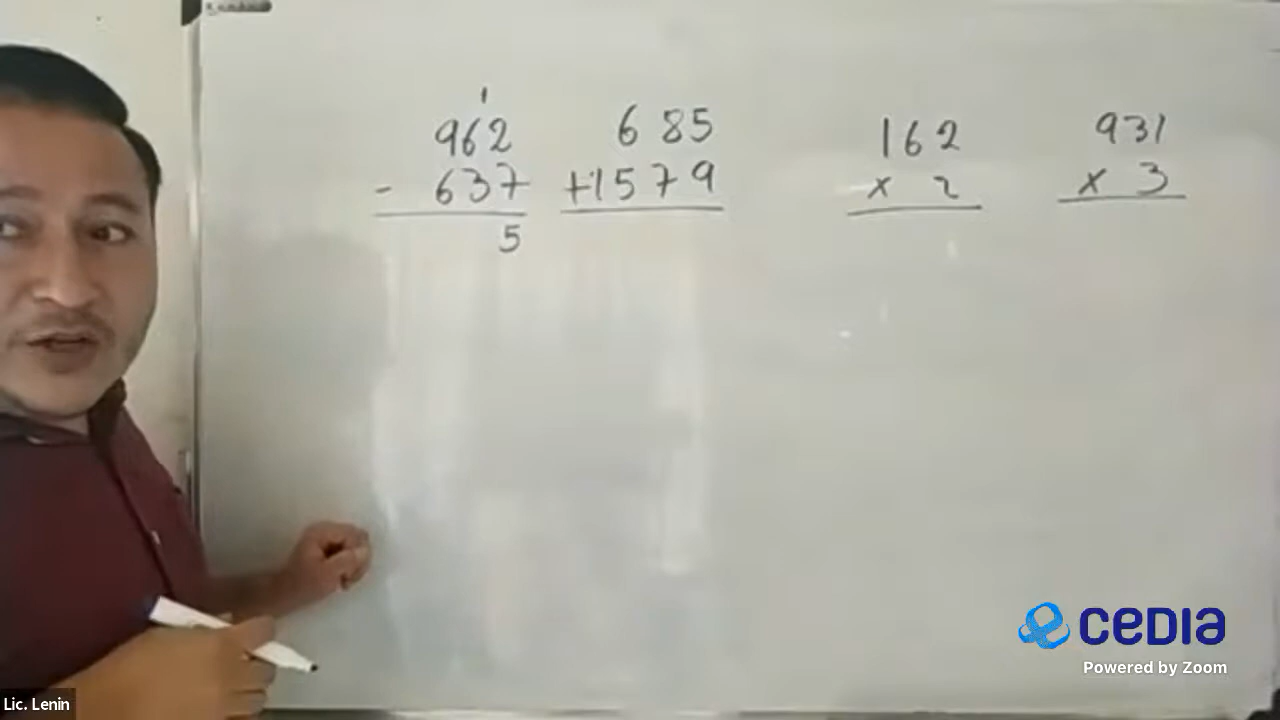 1
962
- 637
5
685
+1579
162
x 2
931
x 3
CEDIA
Powered by Zoom
Lic. Lenin